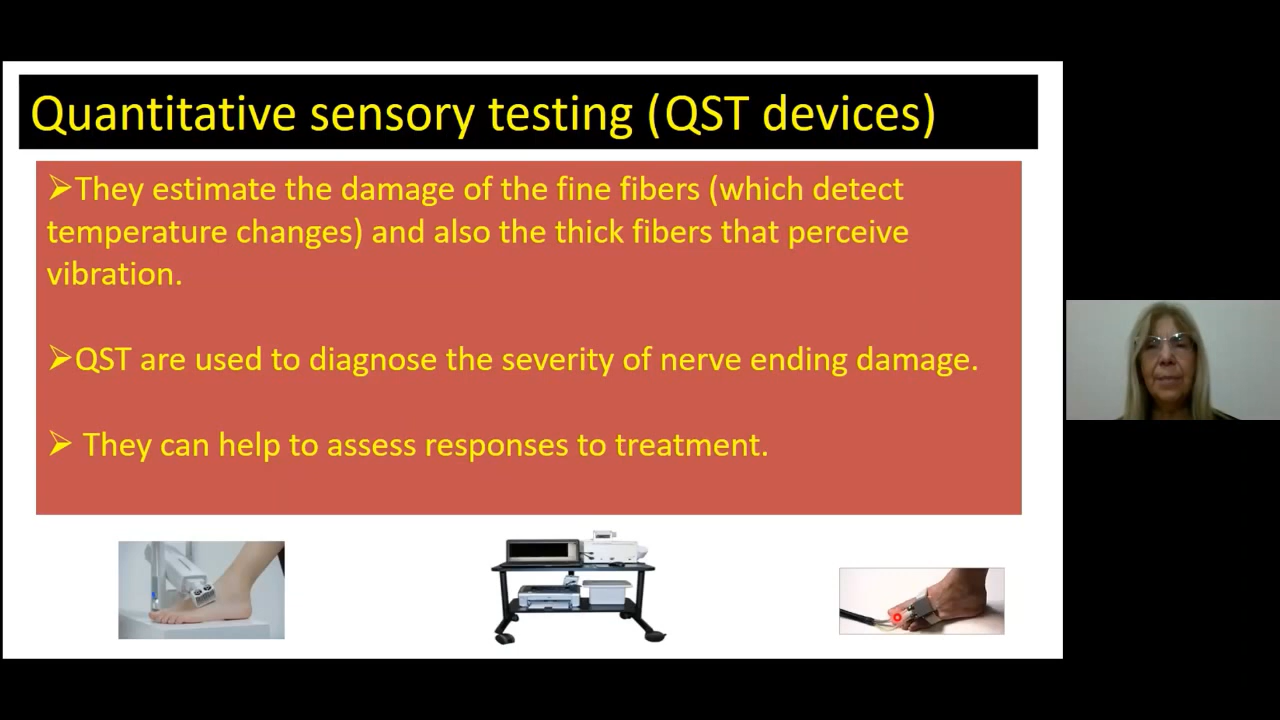 Quantitative sensory testing (QST devices)
➢They estimate the damage of the fine fibers (which detect
temperature changes) and also the thick fibers that perceive
vibration.
➢QST are used to diagnose the severity of nerve ending damage.
➢ They can help to assess responses to treatment.